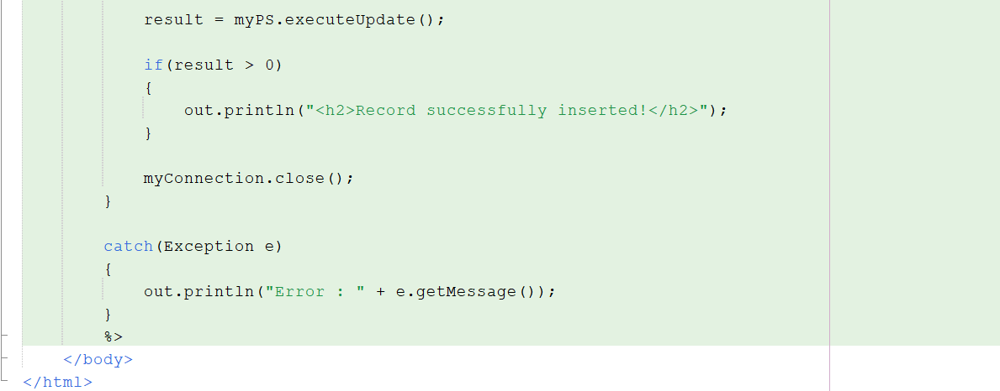 result = myPS.executeUpdate();
if(result > 0)
{
out.println("<h2>Record successfully inserted!</h2>");
}
myConnection.close();
}
catch(Exception e)
{
out.println("Error : " + e.getMessage());
}
%>
</body>
</html>